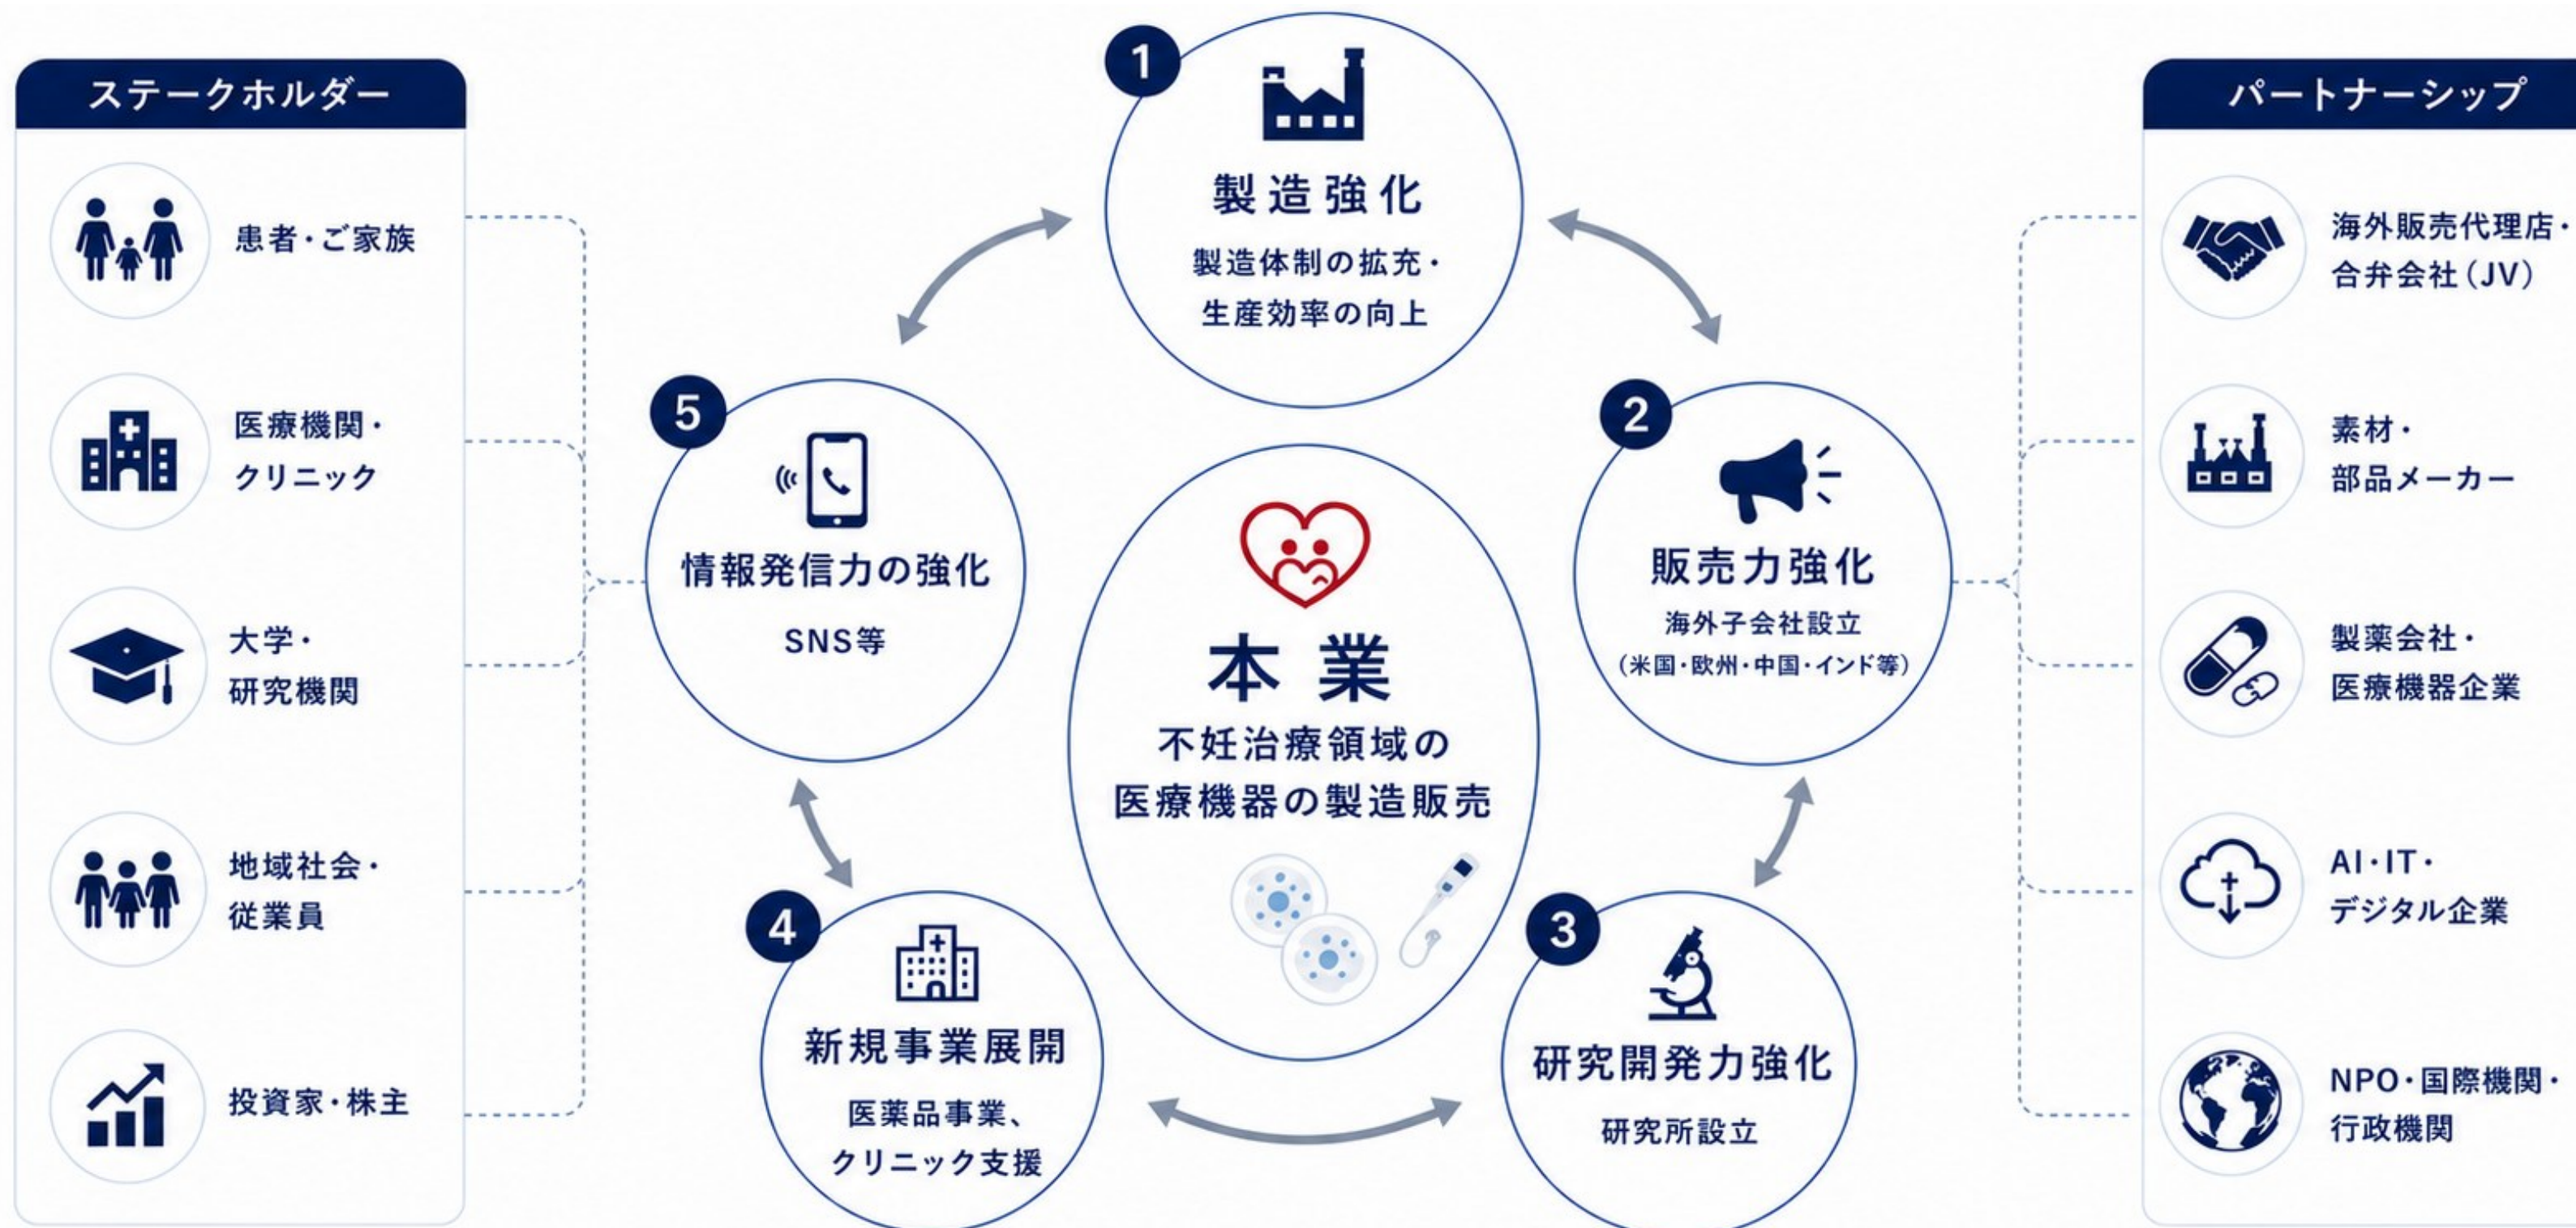 ステークホルダー
患者・ご家族
医療機関・
クリニック
大学・
研究機関
地域社会・
従業員
投資家・株主
1
製造強化
製造体制の拡充・
生産効率の向上
2
販売力強化
海外子会社設立
（米国・欧州・中国・インド等）
3
研究開発力強化
研究所設立
4
新規事業展開
医薬品事業、
クリニック支援
5
情報発信力の強化
SNS等
本業
不妊治療領域の
医療機器の製造販売
パートナーシップ
海外販売代理店・
合弁会社（JV）
素材・
部品メーカー
製薬会社・
医療機器企業
AI・IT・
デジタル企業
NPO・国際機関・
行政機関